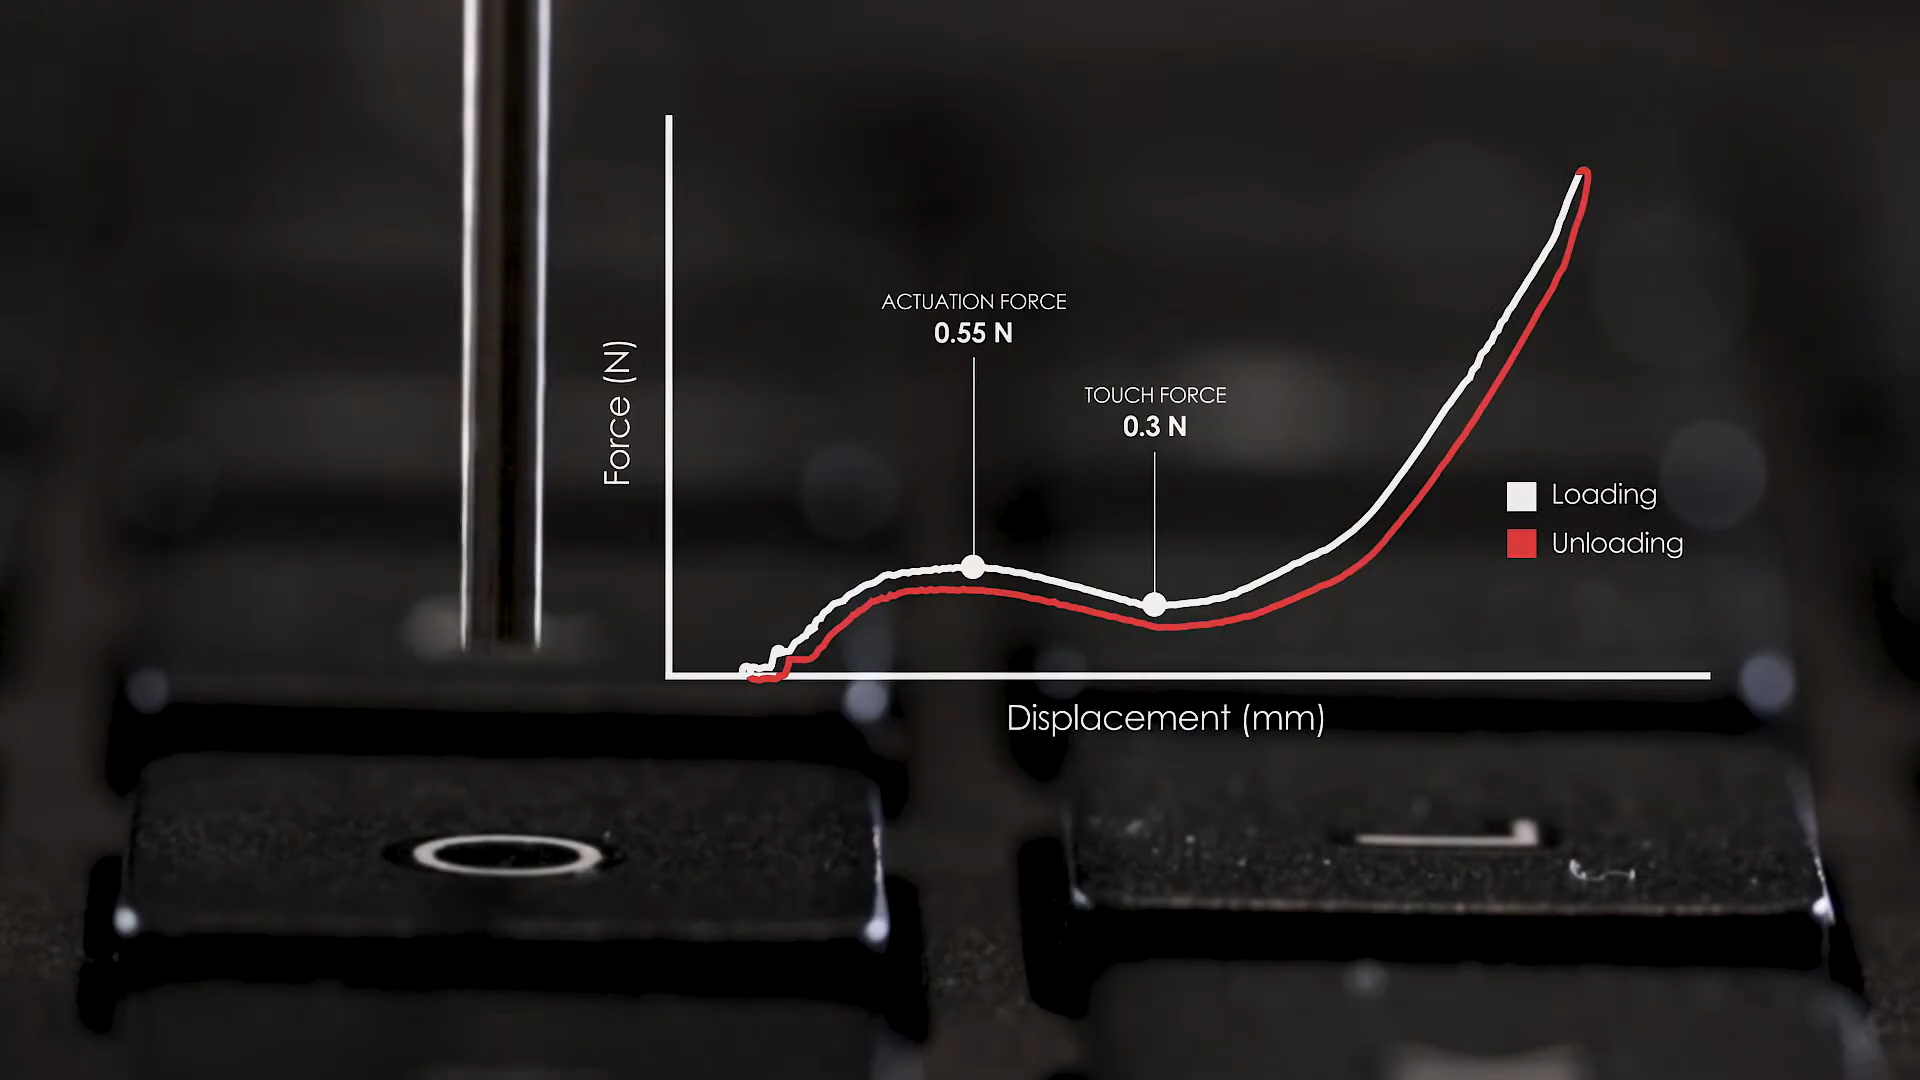 ACTUATION FORCE
0.55 N
TOUCH FORCE
0.3 N
Force (N)
Loading
Unloading
Displacement (mm)